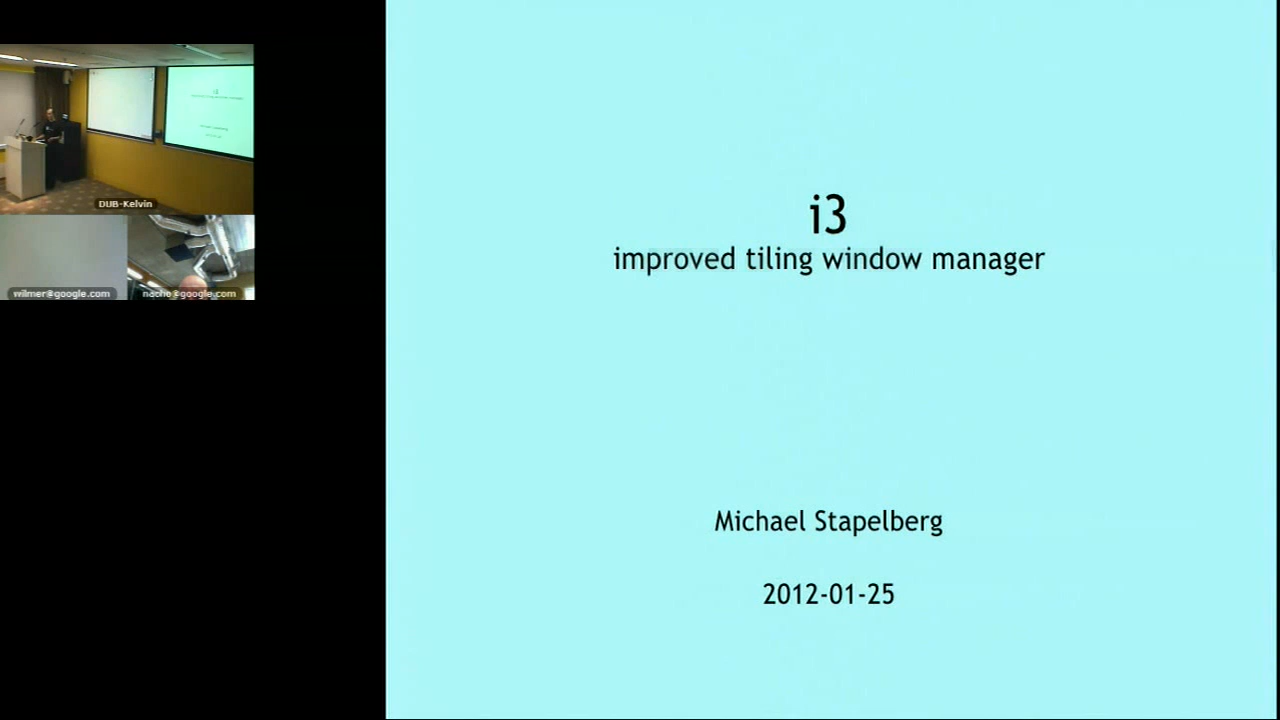 i3
improved tiling window manager
Michael Stapelberg
2012-01-25
DUB-Kelvin
wilmer@google.com
nacho@google.com